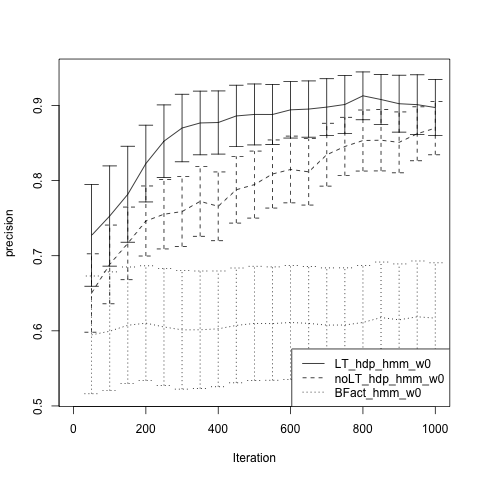 0.9
0.8
0.7
0.6
0.5
precision
LT_hdp_hmm_w0
noLT_hdp_hmm_w0
BFact_hmm_w0
0 200 400 600 800 1000
Iteration